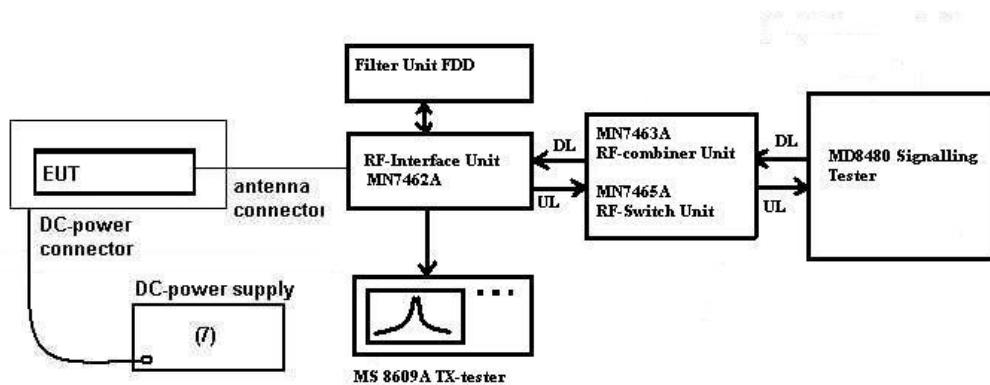 Filter Unit FDD
EUT
antenna
connector
DC-power
connector
DC-power supply
(7)
RF-Interface Unit
MN7462A
DL
UL
MN7463A
RF-combiner Unit
MN7465A
RF-Switch Unit
DL
UL
MD8480 Signalling
Tester
MS 8609A TX-tester